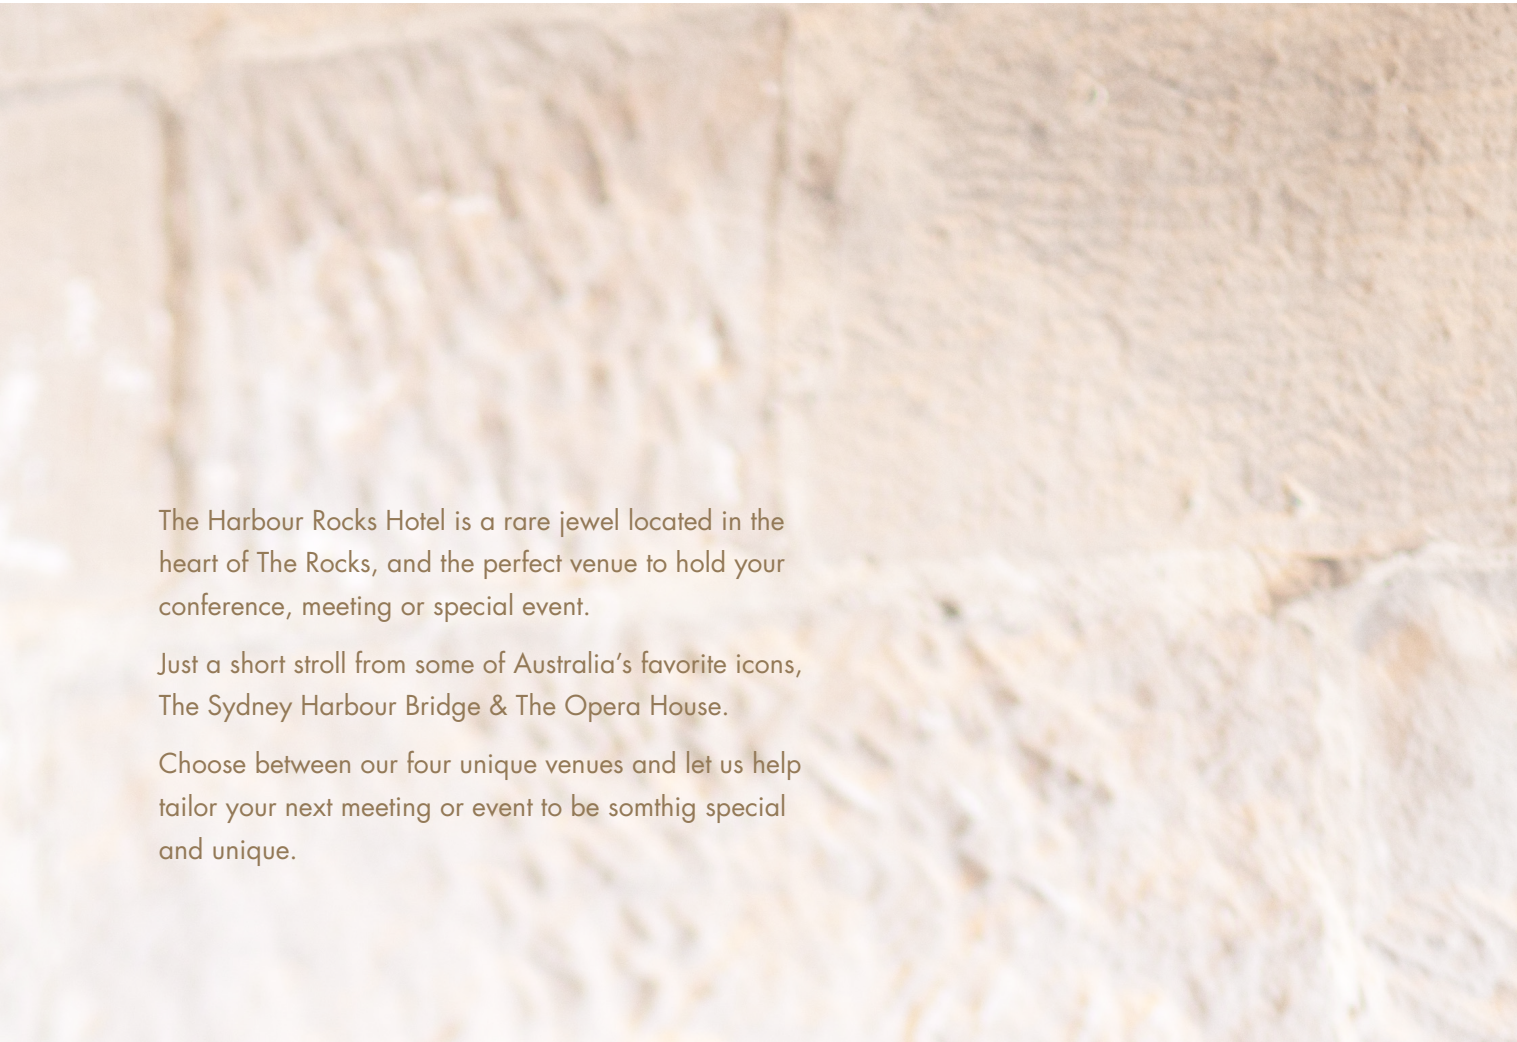 The Harbour Rocks Hotel is a rare jewel located in the
heart of The Rocks, and the perfect venue to hold your
conference, meeting or special event.
Just a short stroll from some of Australia’s favorite icons,
The Sydney Harbour Bridge & The Opera House.
Choose between our four unique venues and let us help
tailor your next meeting or event to be somthig special
and unique.